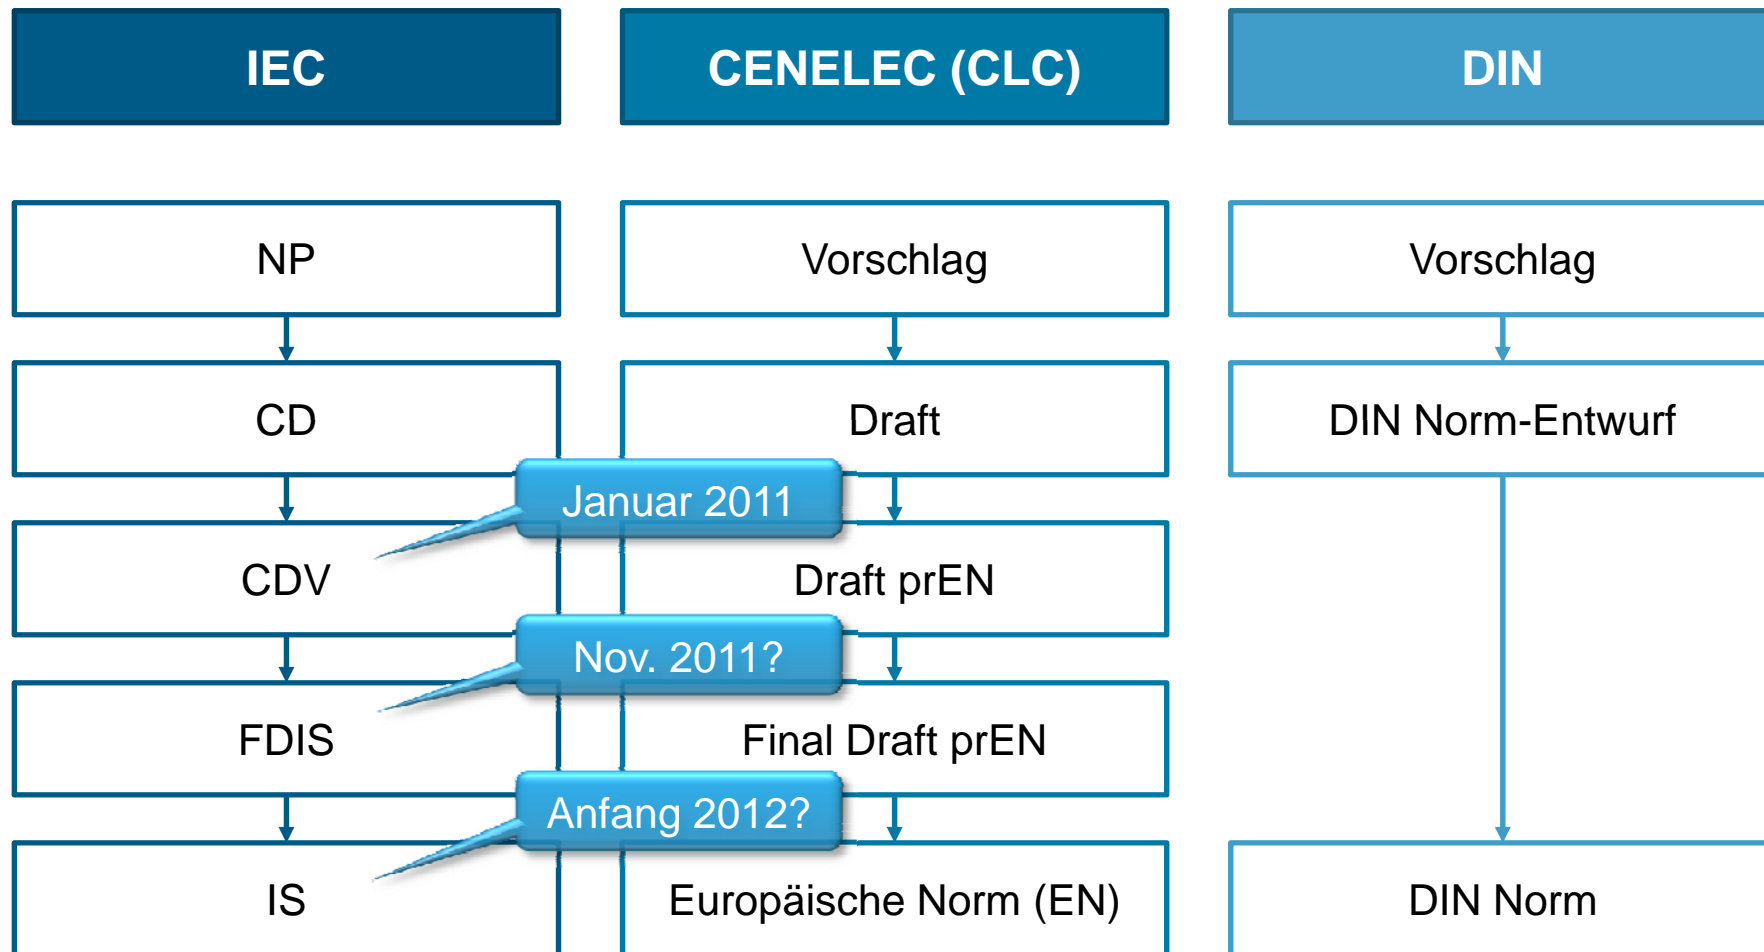 IEC
CENELEC (CLC)
DIN
NP
Vorschlag
Vorschlag
CD
Draft
DIN Norm-Entwurf
Januar 2011
CDV
Draft prEN
Nov. 2011?
FDIS
Final Draft prEN
Anfang 2012?
IS
Europäische Norm (EN)
DIN Norm